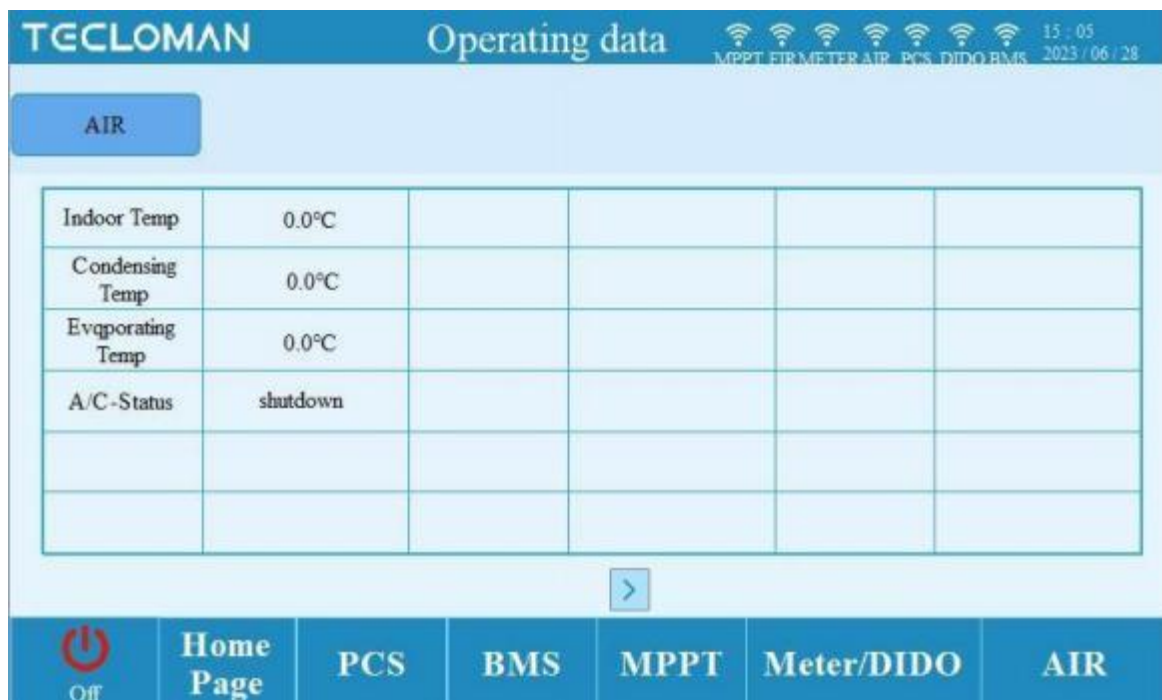 TECLOMAN
Operating data
MPPT FIR METER AIR PCS DIDO BMS
15 : 05
2023 / 06 / 28
AIR
Indoor Temp 0.0°C
Condensing
Temp
0.0°C
Evqporating
Temp
0.0°C
A/C-Status shutdown
>
Off
Home
Page
PCS
BMS
MPPT
Meter/DIDO
AIR